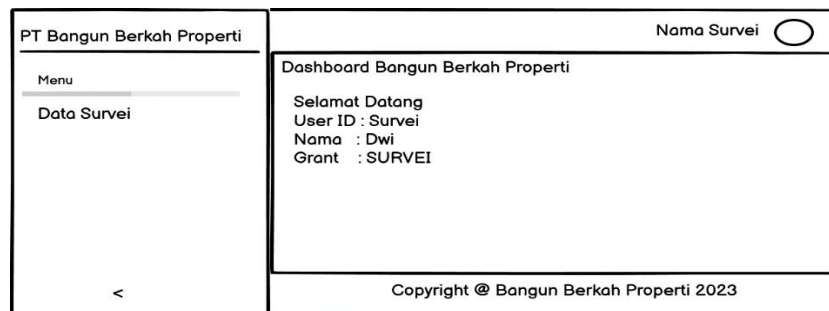 PT Bangun Berkah Properti
Menu
Data Survei
<
Nama Survei
Dashboard Bangun Berkah Properti
Selamat Datang
User ID : Survei
Nama : Dwi
Grant : SURVEI
Copyright @ Bangun Berkah Properti 2023